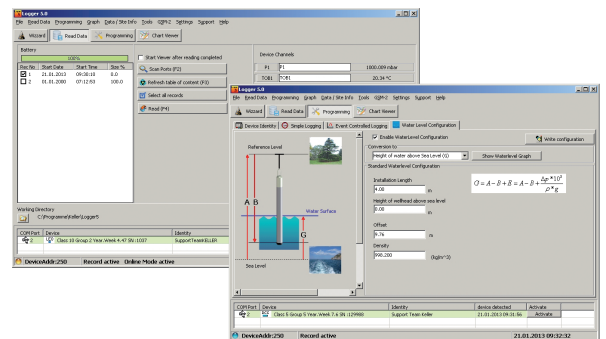 Logger 5.0
File Read Data Programming Graph Data / Site Info Tools GSM-2 Settings Support Help
Wizard Read Data Programming Chart Viewer
Battery
100%
Rec No Start Date Start Time Size %
1 21.01.2013 09:30:10 0.0
2 01.01.2000 07:12:53 100.0
Start Viewer after reading completed
Scan Ports (F2)
Refresh table of content (F3)
Select all records
Read (F4)
Device Channels
P1 P1 1000.009 mbar
TOB1 TOB1 20.34 °C
Working Directory
C:\Programme\Keller\Logger5
COM Port Device Identity
2 Class 10 Group 2 Year.Week 4.47 SN :1037 SupportTeamKELLER
DeviceAddr:250 Record active Online Mode active
Logger 5.0
File Read Data Programming Graph Data / Site Info Tools GSM-2 Settings Support Help
Wizard Read Data Programming Chart Viewer
Device Identity Simple Logging Event Controlled Logging Water Level Configuration
Enable WaterLevel Configuration
Write configuration
Conversion to
Height of water above Sea Level (G)
Show Waterlevel Graph
Standard Waterlevel Configuration
Reference Level
A B
Water Surface
G
Sea Level
Installation Length
4.00 m
G = A - B + E = A - B + Δp * 10⁵ / ρ * g
Height of wellhead above sea level
0.00 m
Offset
9.76 m
Density
998.200 (kg/m^3)
COM Port Device Identity device detected Activate
2 Class 5 Group 5 Year.Week 7.6 SN :129988 Support Team Keller 21.01.2013 09:31:56 Activate
DeviceAddr:250 Record active 21.01.2013 09:32:32